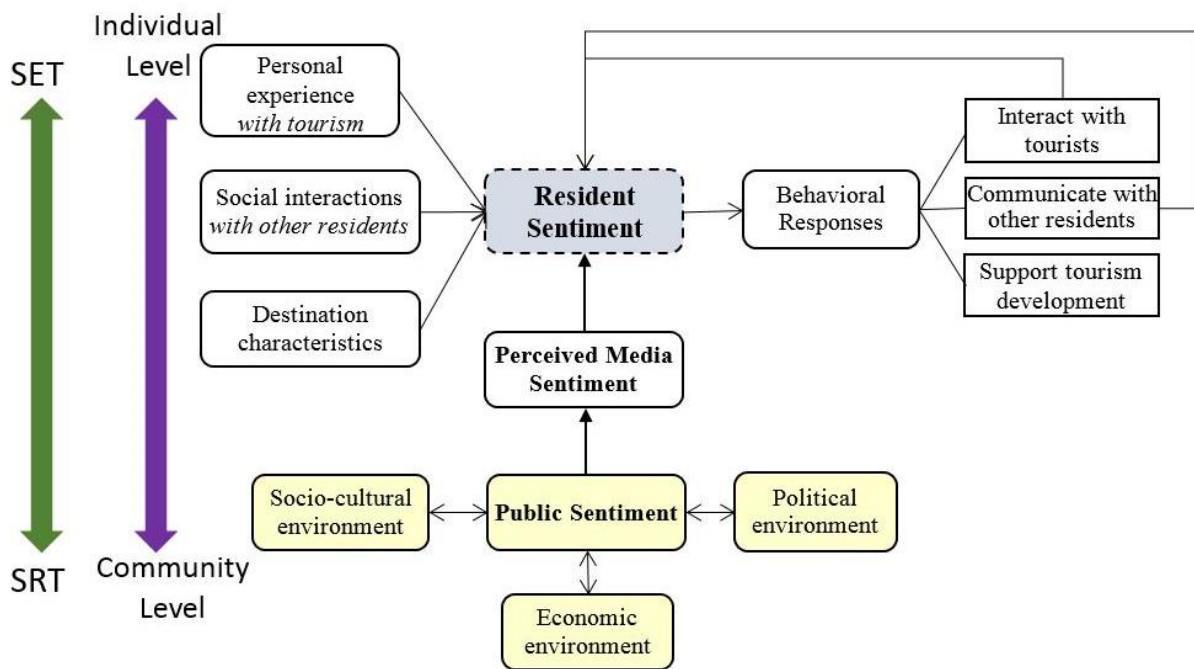 SET
Individual
Level
Personal
experience
with tourism
Social interactions
with other residents
Destination
characteristics
Resident
Sentiment
Behavioral
Responses
Interact with
tourists
Communicate with
other residents
Support tourism
development
Perceived Media
Sentiment
Socio-cultural
environment
Public Sentiment
Political
environment
Economic
environment
SRT
Community
Level